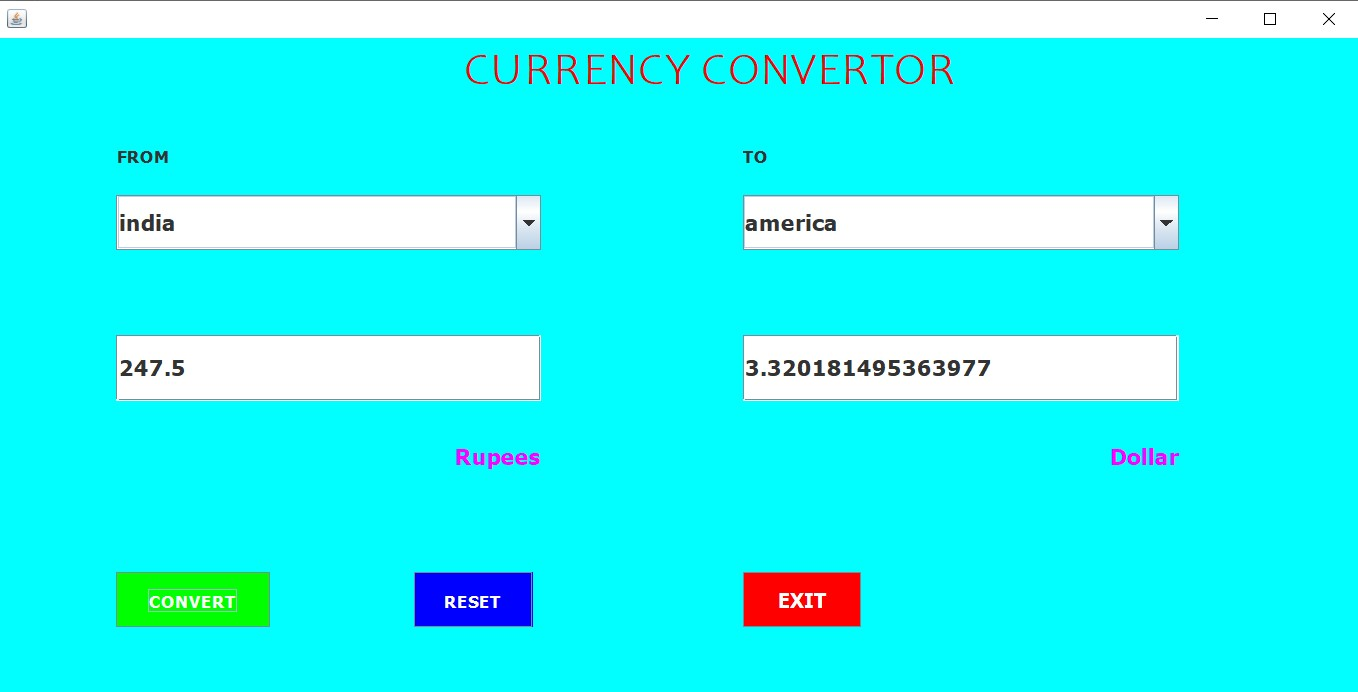 CURRENCY CONVERTOR
FROM
TO
india
america
247.5
3.320181495363977
Rupees
Dollar
CONVERT
RESET
EXIT